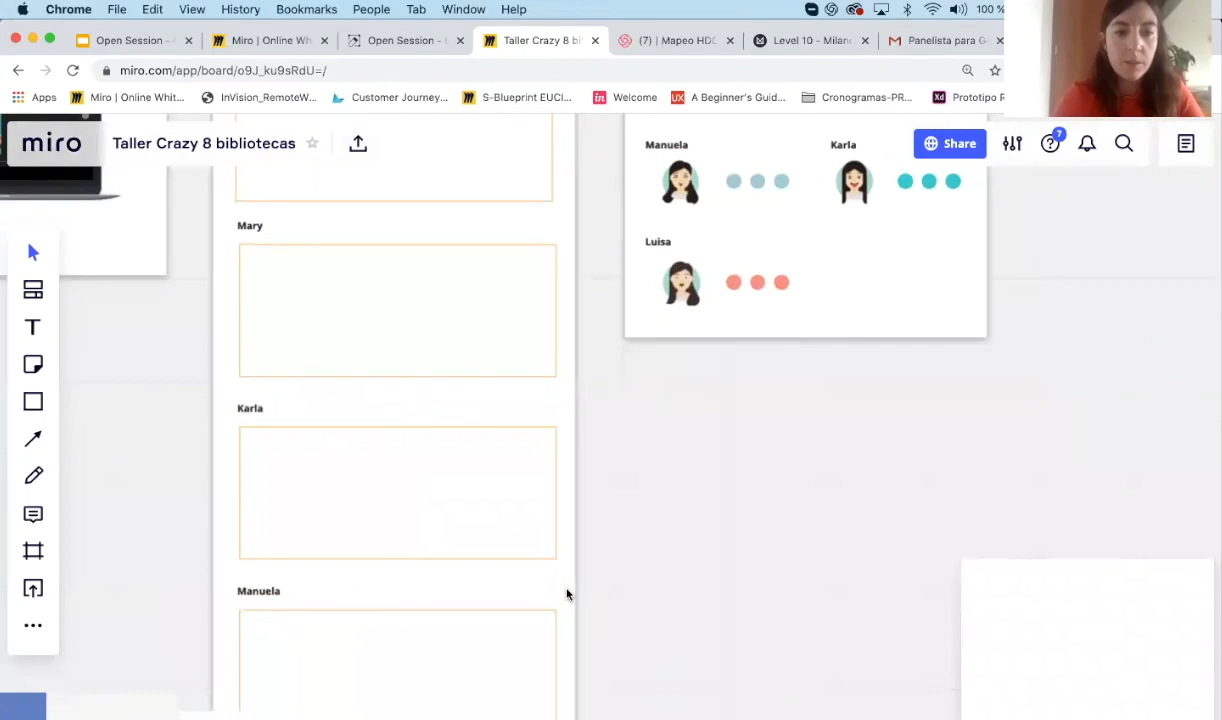 Chrome File Edit View History Bookmarks People Tab Window Help 100 %
Open Session - Miro | Online Wh Open Session - Taller Crazy 8 bi (7) | Mapeo HDD Level 10 - Milano Panelista para G
miro.com/app/board/o9J_ku9sRdU=/
Apps Miro | Online Whit... InVision_RemoteW... Customer Journey... S-Blueprint EUCI... Welcome A Beginner's Guid... Cronogramas-PR... Prototipo
miro Taller Crazy 8 bibliotecas Share 7
Manuela Karla
Luisa
Mary
Karla
Manuela